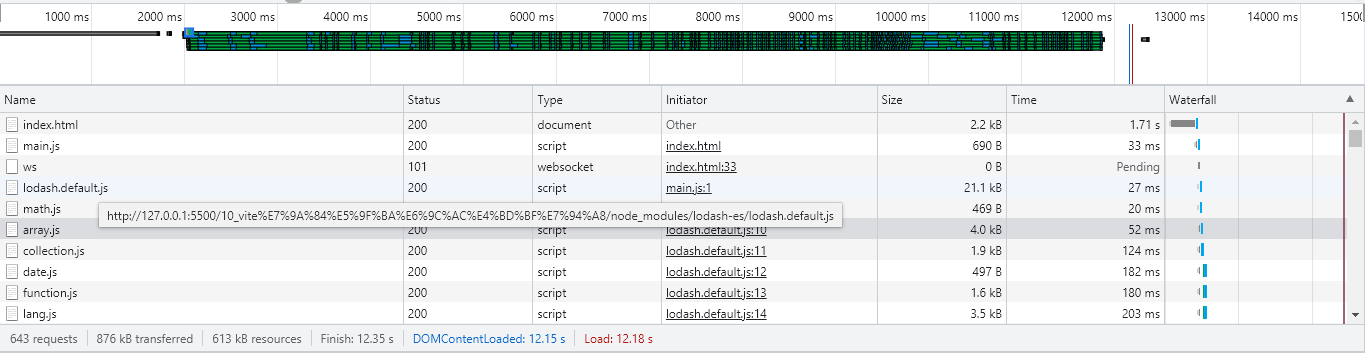 1000 ms 2000 ms 3000 ms 4000 ms 5000 ms 6000 ms 7000 ms 8000 ms 9000 ms 10000 ms 11000 ms 12000 ms 13000 ms 14000 ms 1500
Name Status Type Initiator Size Time Waterfall
index.html 200 document Other 2.2 kB 1.71 s
main.js 200 script index.html 690 B 33 ms
ws 101 websocket index.html:33 0 B Pending
lodash.default.js 200 script main.js:1 21.1 kB 27 ms
math.js 469 B 20 ms
http://127.0.0.1:5500/10_vite%E7%9A%84%E5%9F%BA%E6%9C%AC%E4%BD%BF%E7%94%A8/node_modules/lodash-es/lodash.default.js
array.js 200 script lodash.default.js:10 4.0 kB 52 ms
collection.js 200 script lodash.default.js:11 1.9 kB 124 ms
date.js 200 script lodash.default.js:12 497 B 182 ms
function.js 200 script lodash.default.js:13 1.6 kB 180 ms
lang.js 200 script lodash.default.js:14 3.5 kB 203 ms
643 requests 876 kB transferred 613 kB resources Finish: 12.35 s DOMContentLoaded: 12.15 s Load: 12.18 s